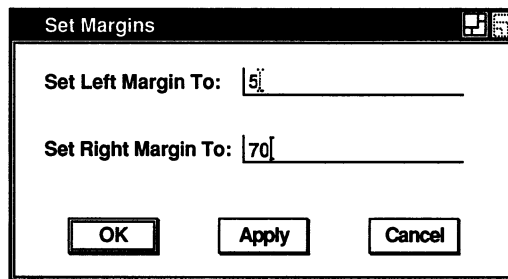 Set Margins
Set Left Margin To: 5
Set Right Margin To: 70
OK Apply Cancel